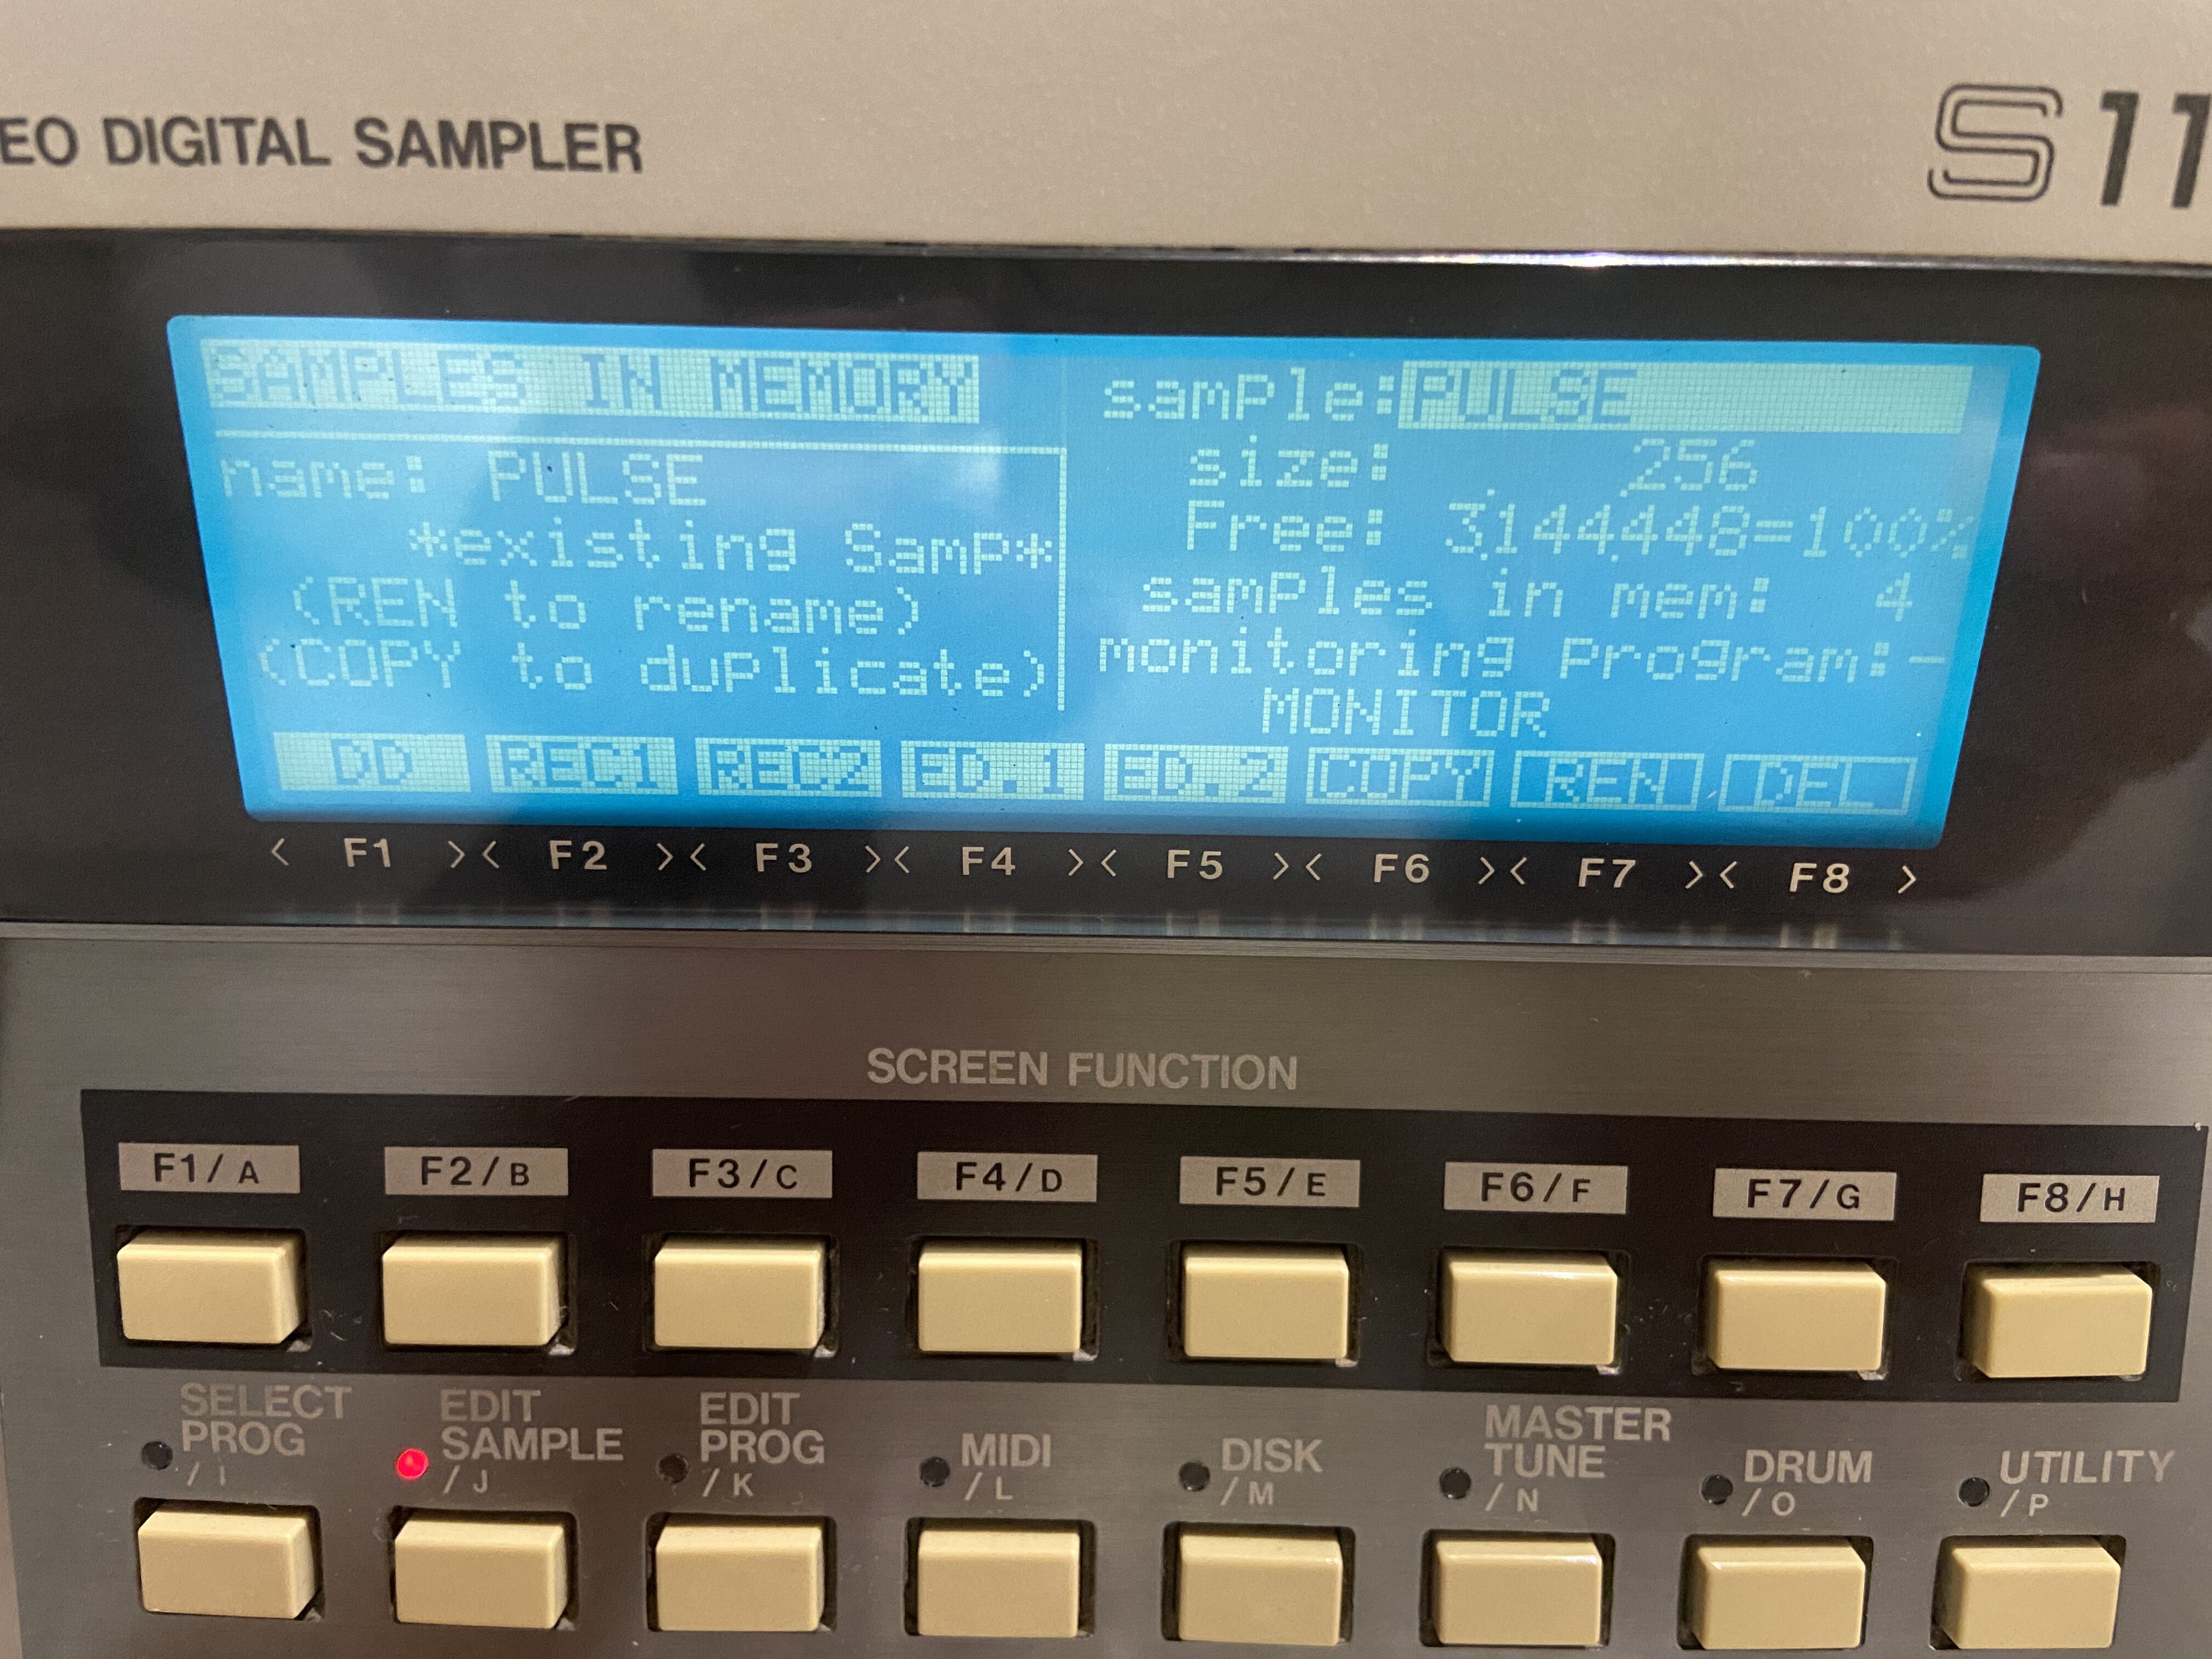 EO DIGITAL SAMPLER
S11
SAMPLES IN MEMORY
name: PULSE
*existing Samp*
(REN to rename)
(COPY to duplicate)
sample:PULSE
size: 256
Free: 3,144,448=100%
samples in mem: 4
monitoring program:-
MONITOR
DD REC1 REC2 ED.1 ED.2 COPY REN DEL
< F1 >< F2 >< F3 >< F4 >< F5 >< F6 >< F7 >< F8 >
SCREEN FUNCTION
F1/A F2/B F3/C F4/D F5/E F6/F F7/G F8/H
SELECT
PROG
/I
EDIT
SAMPLE
/J
EDIT
PROG
/K
MIDI
/L
DISK
/M
MASTER
TUNE
/N
DRUM
/O
UTILITY
/P